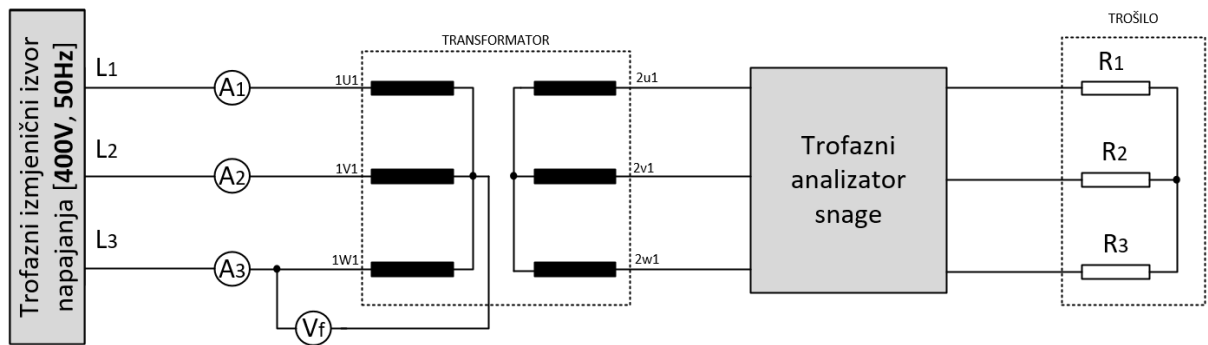 Trofazni izmjenični izvor
napajanja [400V, 50Hz]
L1
L2
L3
A1
A2
A3
Vf
TRANSFORMATOR
1U1
1V1
1W1
2u1
2v1
2w1
Trofazni
analizator
snage
TROŠILO
R1
R2
R3